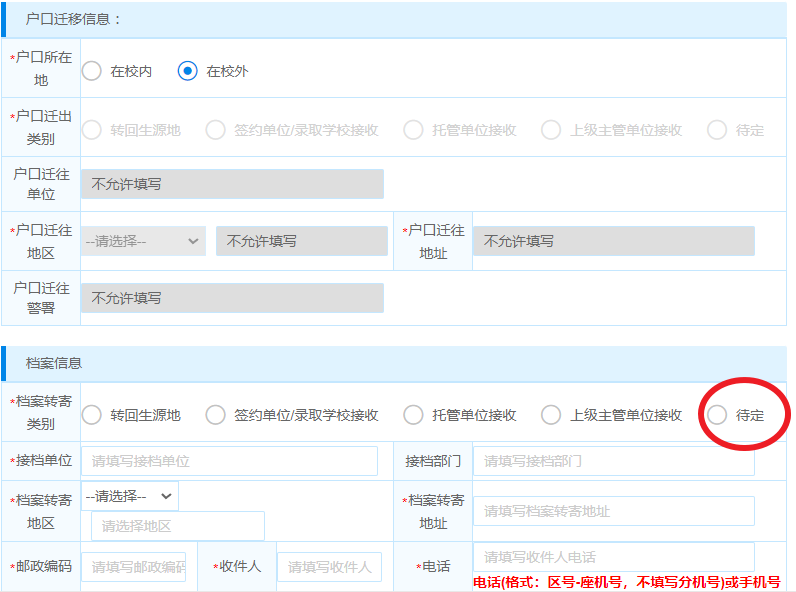 户口迁移信息：
*户口所在地 在校内 在校外
*户口迁出类别 转回生源地 签约单位/录取学校接收 托管单位接收 上级主管单位接收 待定
户口迁往单位 不允许填写
*户口迁往地区 --请选择-- 不允许填写 *户口迁往地址 不允许填写
户口迁往警署 不允许填写
档案信息
*档案转寄类别 转回生源地 签约单位/录取学校接收 托管单位接收 上级主管单位接收 待定
*接档单位 请填写接档单位 接档部门 请填写接档部门
*档案转寄地区 --请选择-- 请选择地区 *档案转寄地址 请填写档案转寄地址
*邮政编码 请填写邮政编码 *收件人 请填写收件人 *电话 请填写收件人电话
电话(格式：区号-座机号，不填写分机号)或手机号